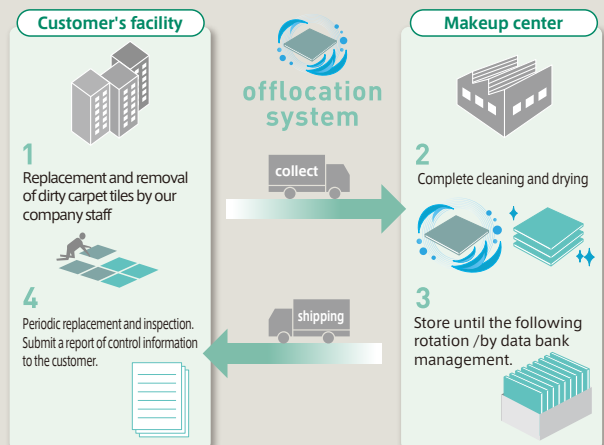 Customer's facility
1
Replacement and removal
of dirty carpet tiles by our
company staff
4
Periodic replacement and inspection.
Submit a report of control information
to the customer.
offlocation
system
collect
shipping
Makeup center
2
Complete cleaning and drying
3
Store until the following
rotation /by data bank
management.